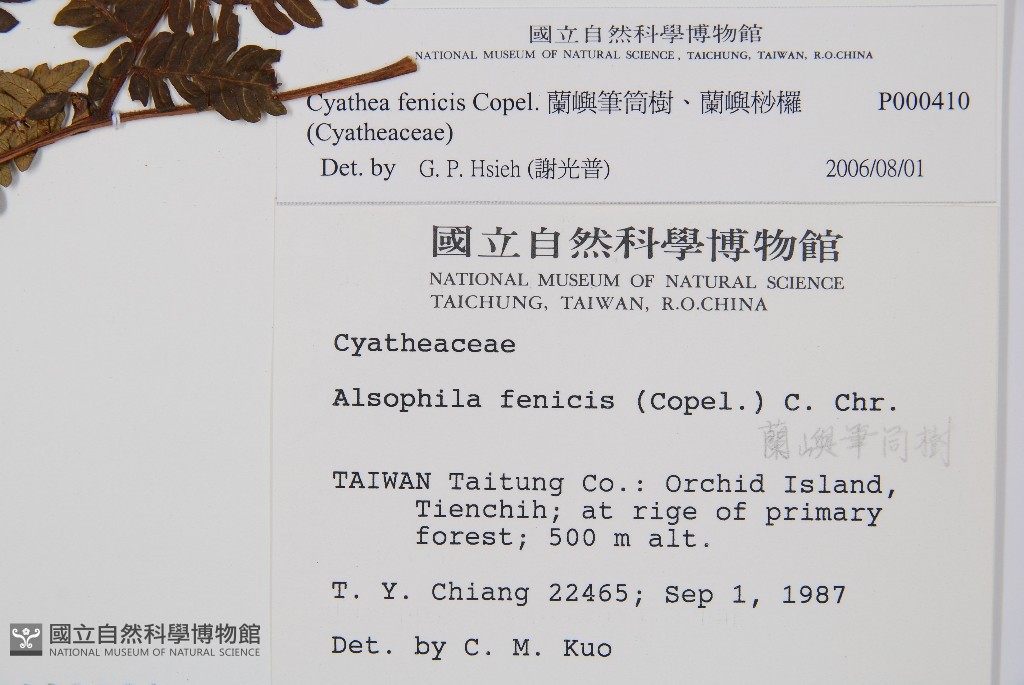 國立自然科學博物館
NATIONAL MUSEUM OF NATURAL SCIENCE, TAICHUNG, TAIWAN, R.O.CHINA
Cyathea fenicis Copel. 蘭嶼筆筒樹、蘭嶼桫欏 P000410
(Cyatheaceae)
Det. by G. P. Hsieh (謝光普) 2006/08/01
國立自然科學博物館
NATIONAL MUSEUM OF NATURAL SCIENCE
TAICHUNG, TAIWAN, R.O.CHINA
Cyatheaceae
Alsophila fenicis (Copel.) C. Chr.
蘭嶼筆筒樹
TAIWAN Taitung Co.: Orchid Island,
Tienchih; at rige of primary
forest; 500 m alt.
T. Y. Chiang 22465; Sep 1, 1987
Det. by C. M. Kuo
國立自然科學博物館
NATIONAL MUSEUM OF NATURAL SCIENCE